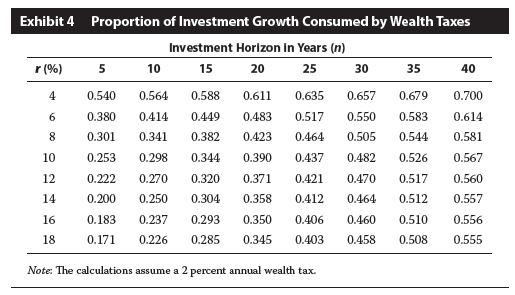 Exhibit 4 Proportion of Investment Growth Consumed by Wealth Taxes
Investment Horizon in Years (n)
r (%) 5 10 15 20 25 30 35 40
4 0.540 0.564 0.588 0.611 0.635 0.657 0.679 0.700
6 0.380 0.414 0.449 0.483 0.517 0.550 0.583 0.614
8 0.301 0.341 0.382 0.423 0.464 0.505 0.544 0.581
10 0.253 0.298 0.344 0.390 0.437 0.482 0.526 0.567
12 0.222 0.270 0.320 0.371 0.421 0.470 0.517 0.560
14 0.200 0.250 0.304 0.358 0.412 0.464 0.512 0.557
16 0.183 0.237 0.293 0.350 0.406 0.460 0.510 0.556
18 0.171 0.226 0.285 0.345 0.403 0.458 0.508 0.555
Note: The calculations assume a 2 percent annual wealth tax.